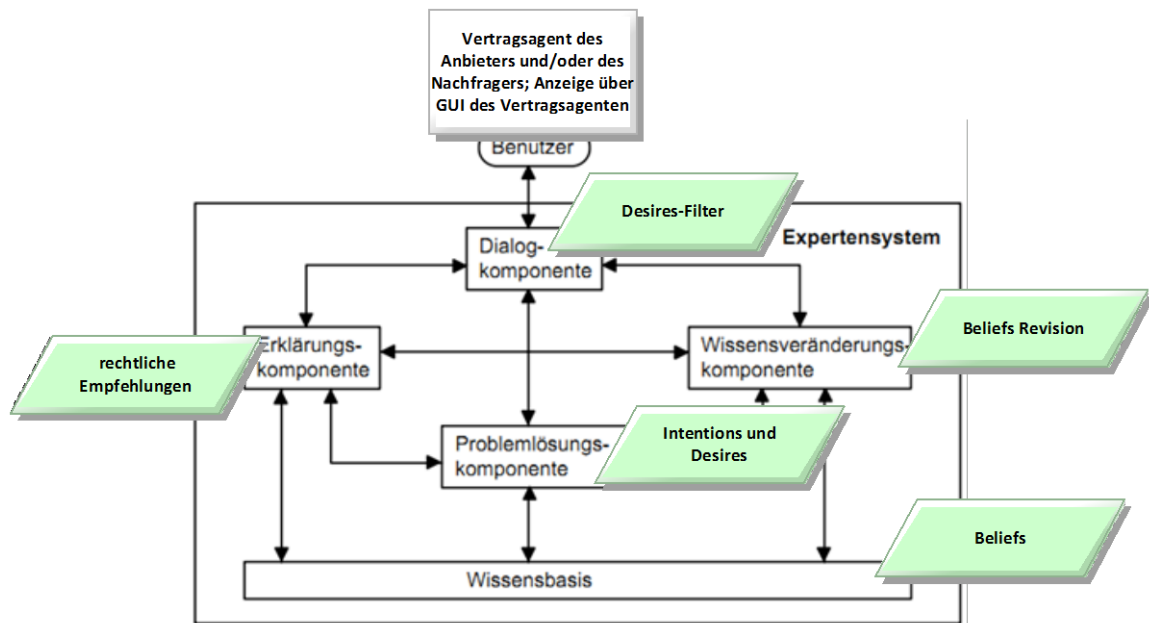 Vertragsagent des
Anbieters und/oder des
Nachfragers; Anzeige über
GUI des Vertragsagenten
Benutzer
Desires-Filter
Expertensystem
Dialog-
komponente
Beliefs Revision
rechtliche
Empfehlungen
Erklärungs-
komponente
Wissensveränderungs-
komponente
Intentions und
Desires
Problemlösungs-
komponente
Beliefs
Wissensbasis